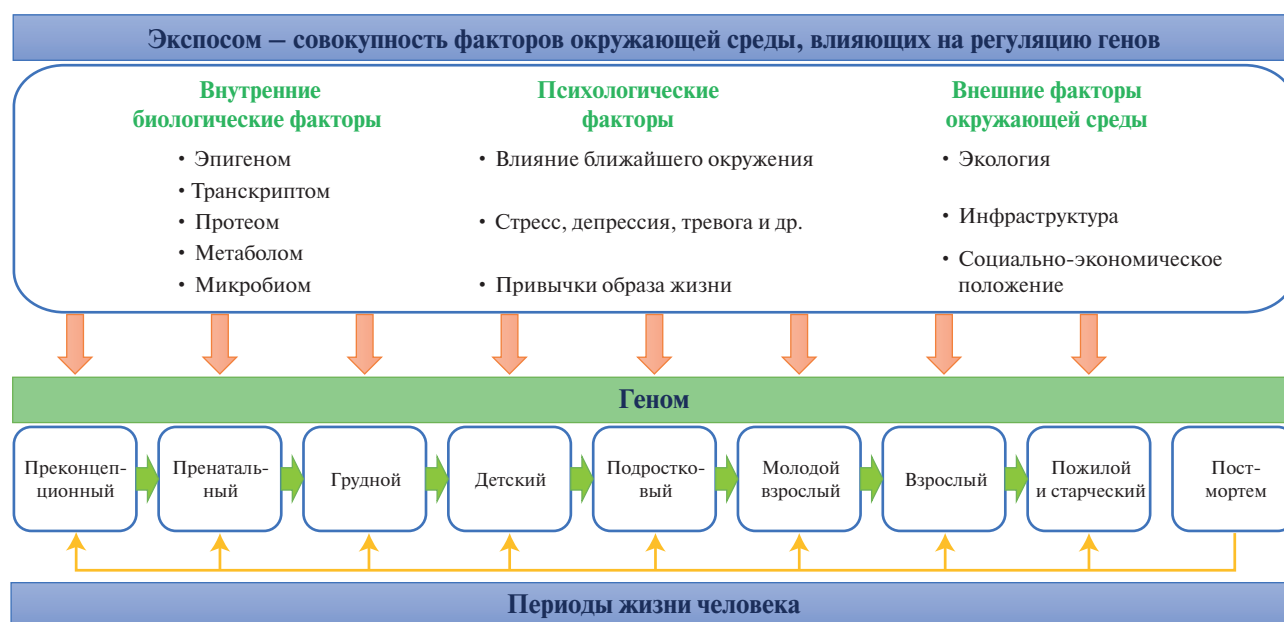 Экспосом – совокупность факторов окружающей среды, влияющих на регуляцию генов
Внутренние
биологические факторы
• Эпигеном
• Транскриптом
• Протеом
• Метаболом
• Микробиом
Психологические
факторы
• Влияние ближайшего окружения
• Стресс, депрессия, тревога и др.
• Привычки образа жизни
Внешние факторы
окружающей среды
• Экология
• Инфраструктура
• Социально-экономическое
положение
Геном
Преконцеп-
ционный
Пренаталь-
ный
Грудной
Детский
Подростко-
вый
Молодой
взрослый
Взрослый
Пожилой
и старческий
Пост-
мортем
Периоды жизни человека